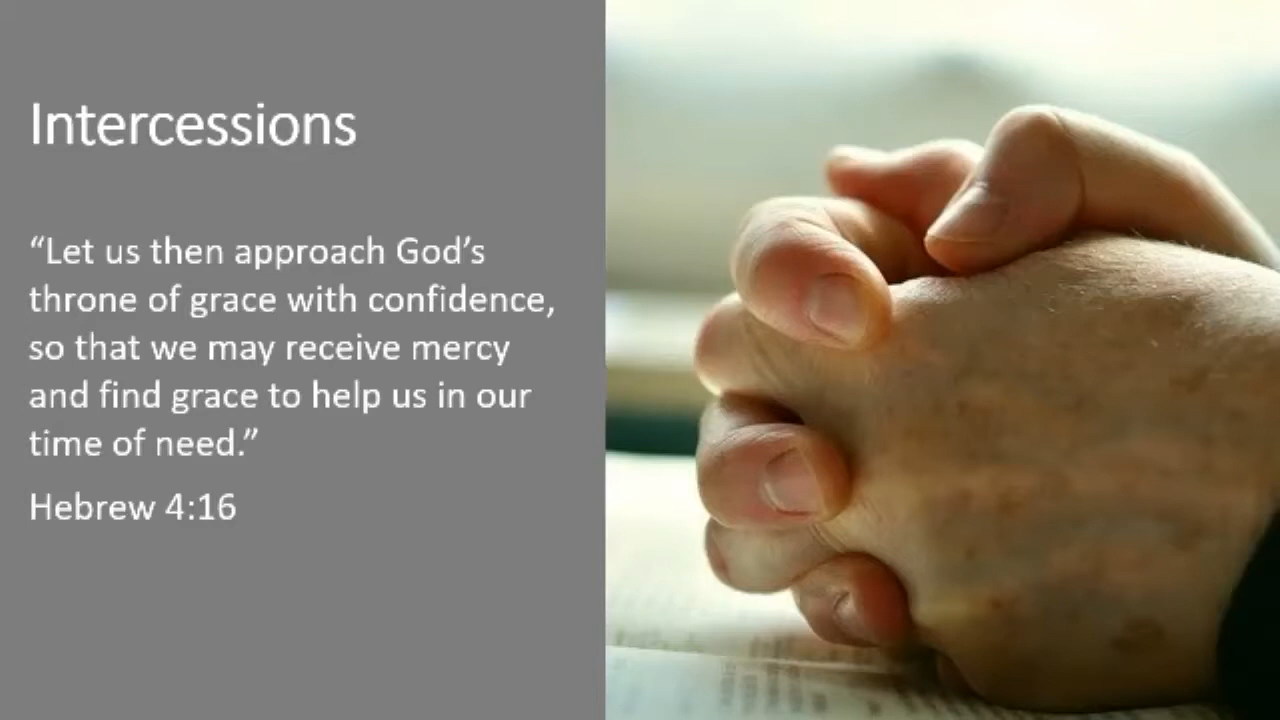 Intercessions
“Let us then approach God’s
throne of grace with confidence,
so that we may receive mercy
and find grace to help us in our
time of need.”
Hebrew 4:16